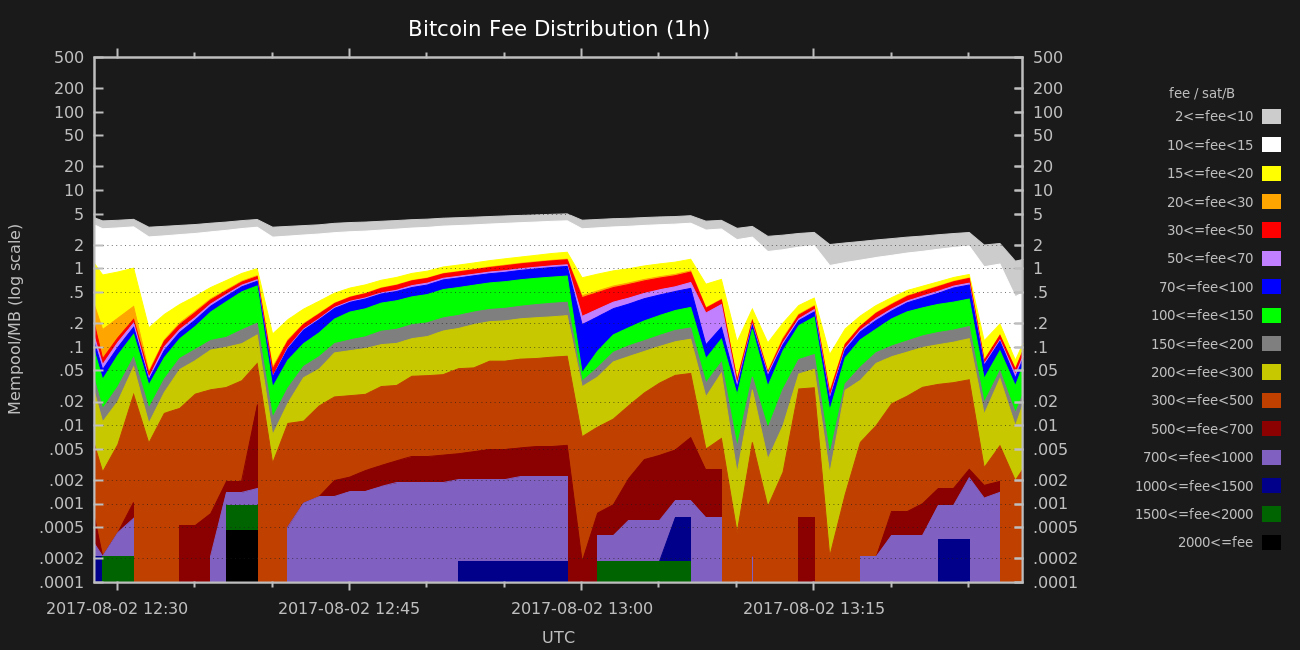 Bitcoin Fee Distribution (1h)
Mempool/MB (log scale)
500
200
100
50
20
10
5
2
1
.5
.2
.1
.05
.02
.01
.005
.002
.001
.0005
.0002
.0001
500
200
100
50
20
10
5
2
1
.5
.2
.1
.05
.02
.01
.005
.002
.001
.0005
.0002
.0001
2017-08-02 12:30
2017-08-02 12:45
2017-08-02 13:00
2017-08-02 13:15
UTC
fee / sat/B
2<=fee<10
10<=fee<15
15<=fee<20
20<=fee<30
30<=fee<50
50<=fee<70
70<=fee<100
100<=fee<150
150<=fee<200
200<=fee<300
300<=fee<500
500<=fee<700
700<=fee<1000
1000<=fee<1500
1500<=fee<2000
2000<=fee